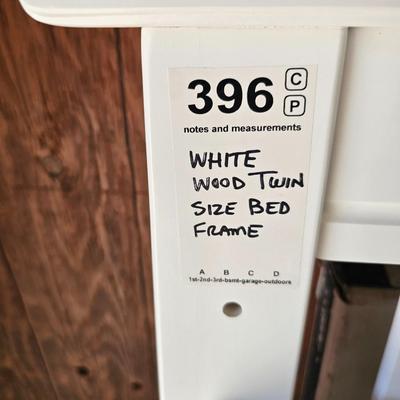 396 C
P
notes and measurements
WHITE
WOOD TWIN
SIZE BED
FRAME
A B C D
1st-2nd-3rd-bsmt-garage-outdoors